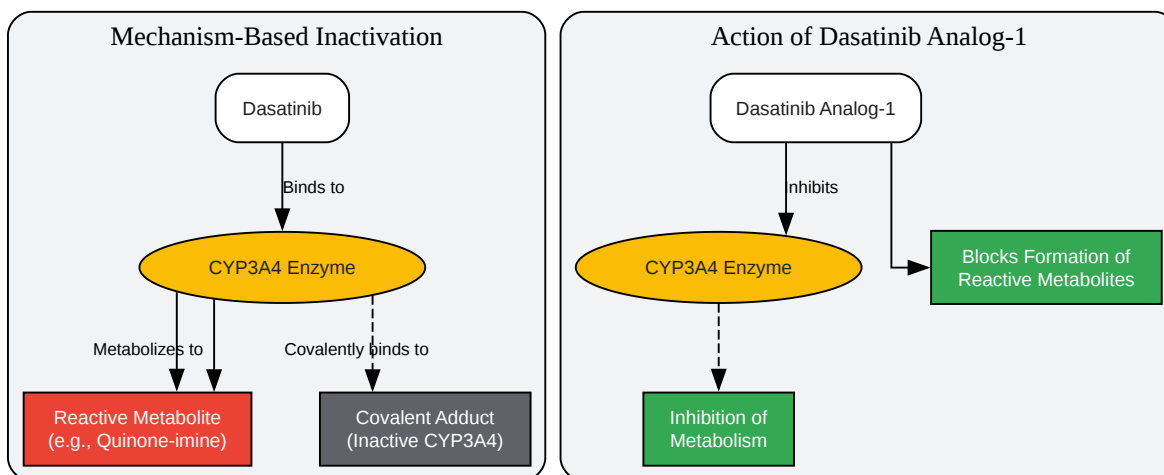 Mechanism-Based Inactivation
Dasatinib
Binds to
CYP3A4 Enzyme
Metabolizes to
Covalently binds to
Reactive Metabolite
(e.g., Quinone-imine)
Covalent Adduct
(Inactive CYP3A4)
Action of Dasatinib Analog-1
Dasatinib Analog-1
Inhibits
CYP3A4 Enzyme
Blocks Formation of
Reactive Metabolites
Inhibition of
Metabolism